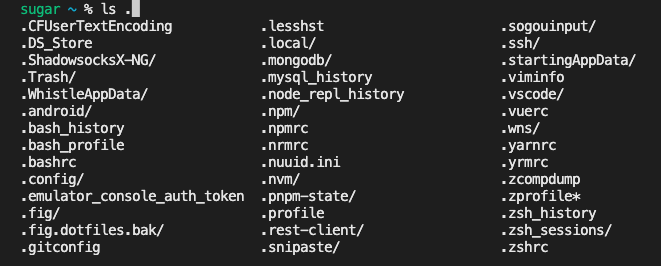 sugar ~ % ls .
.CFUserTextEncoding .lesshst .sogouinput/
.DS_Store .local/ .ssh/
.ShadowsocksX-NG/ .mongodb/ .startingAppData/
.Trash/ .mysql_history .viminfo
.WhistleAppData/ .node_repl_history .vscode/
.android/ .npm/ .vuerc
.bash_history .npmrc .wns/
.bash_profile .nrmrc .yarnrc
.bashrc .nuuid.ini .yrmrc
.config/ .nvm/ .zcompdump
.emulator_console_auth_token .pnpm-state/ .zprofile*
.fig/ .profile .zsh_history
.fig.dotfiles.bak/ .rest-client/ .zsh_sessions/
.gitconfig .snipaste/ .zshrc